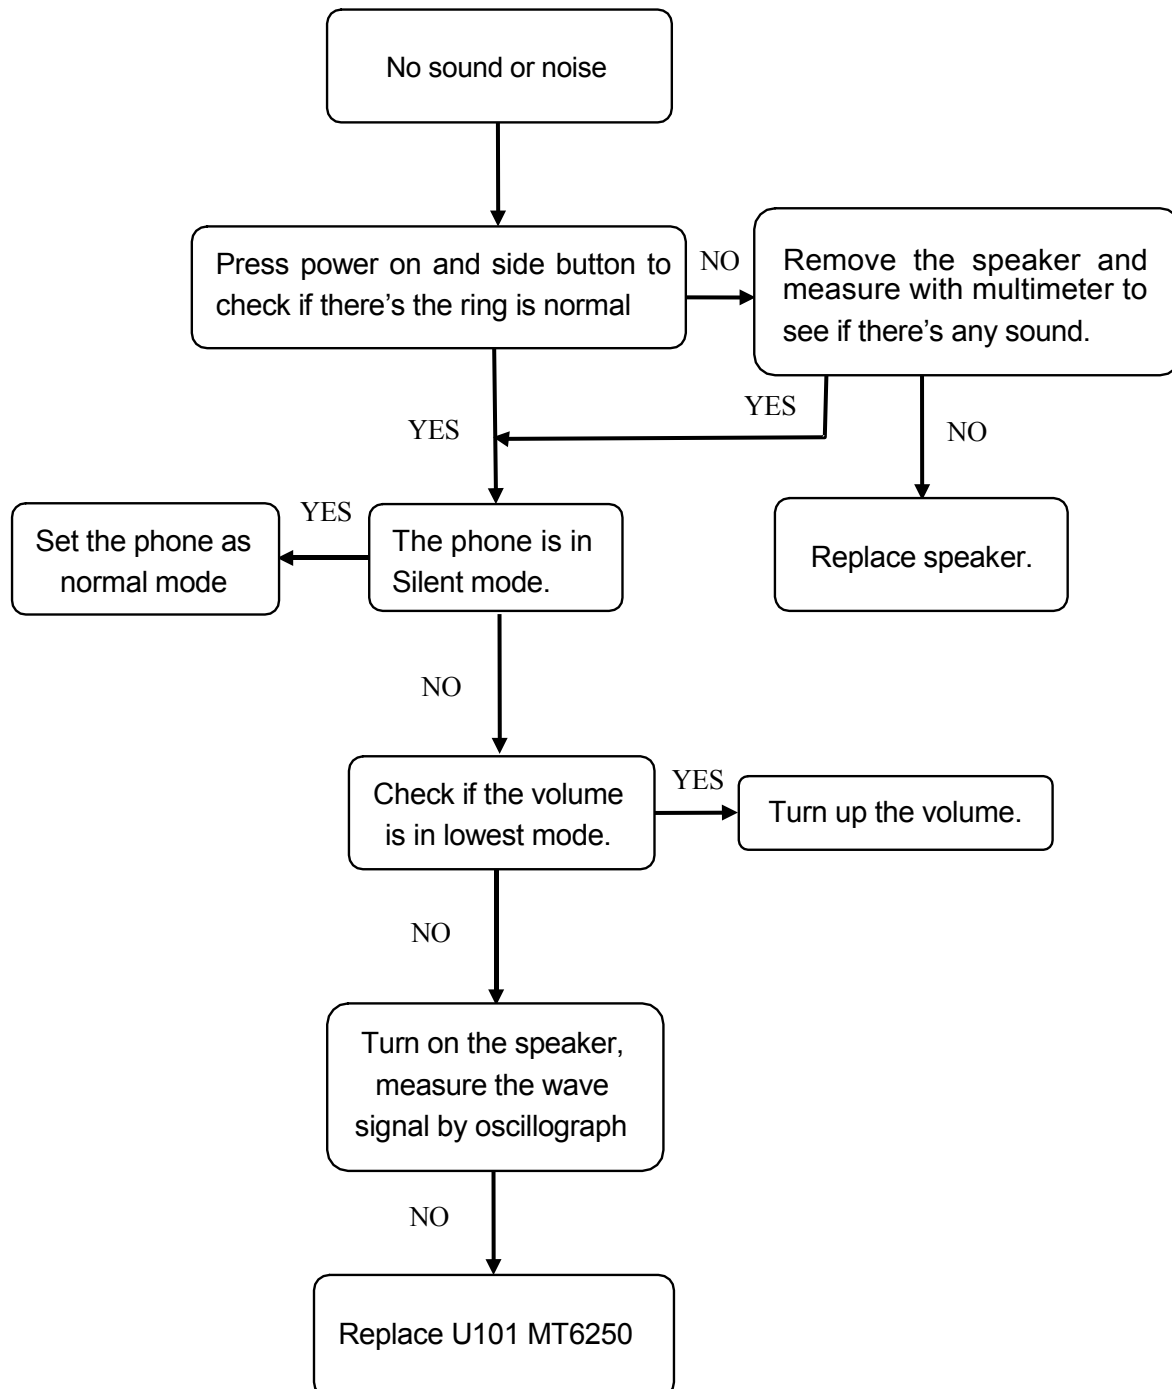 No sound or noise
Press power on and side button to
check if there's the ring is normal
NO
Remove the speaker and
measure with multimeter to
see if there's any sound.
YES
YES
NO
YES
Set the phone as
normal mode
The phone is in
Silent mode.
Replace speaker.
NO
Check if the volume
is in lowest mode.
YES
Turn up the volume.
NO
Turn on the speaker,
measure the wave
signal by oscillograph
NO
Replace U101 MT6250